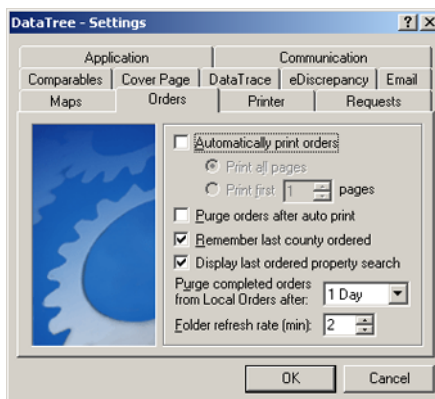 DataTree - Settings
Application Communication
Comparables Cover Page DataTrace eDiscrepancy Email
Maps Orders Printer Requests
Automatically print orders
Print all pages
Print first 1 pages
Purge orders after auto print
Remember last county ordered
Display last ordered property search
Purge completed orders
from Local Orders after: 1 Day
Folder refresh rate (min): 2
OK Cancel